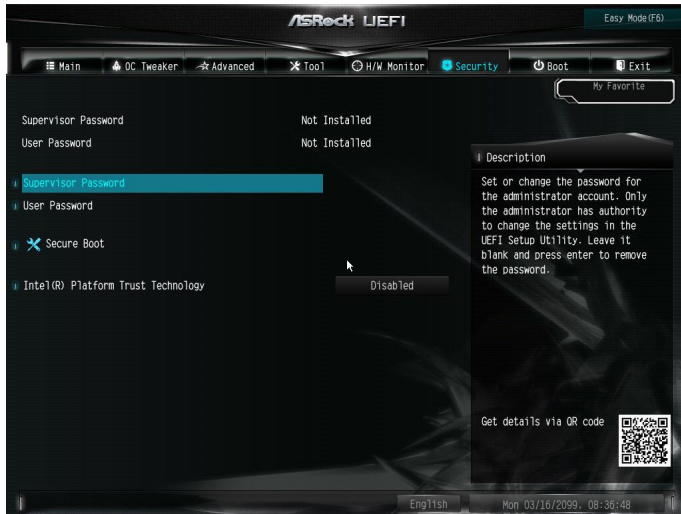 ASRock UEFI
Easy Mode(F6)
Main OC Tweaker Advanced Tool H/W Monitor Security Boot Exit
My Favorite
Supervisor Password Not Installed
User Password Not Installed
Supervisor Password
User Password
Secure Boot
Intel(R) Platform Trust Technology Disabled
Description
Set or change the password for
the administrator account. Only
the administrator has authority
to change the settings in the
UEFI Setup Utility. Leave it
blank and press enter to remove
the password.
Get details via QR code
English Mon 03/16/2099. 08:36:48